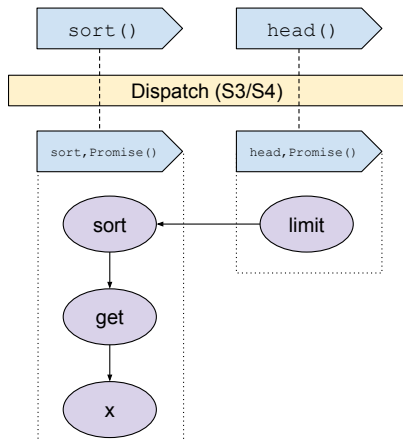 sort() head()
Dispatch (S3/S4)
sort,Promise() head,Promise()
sort limit
get
x